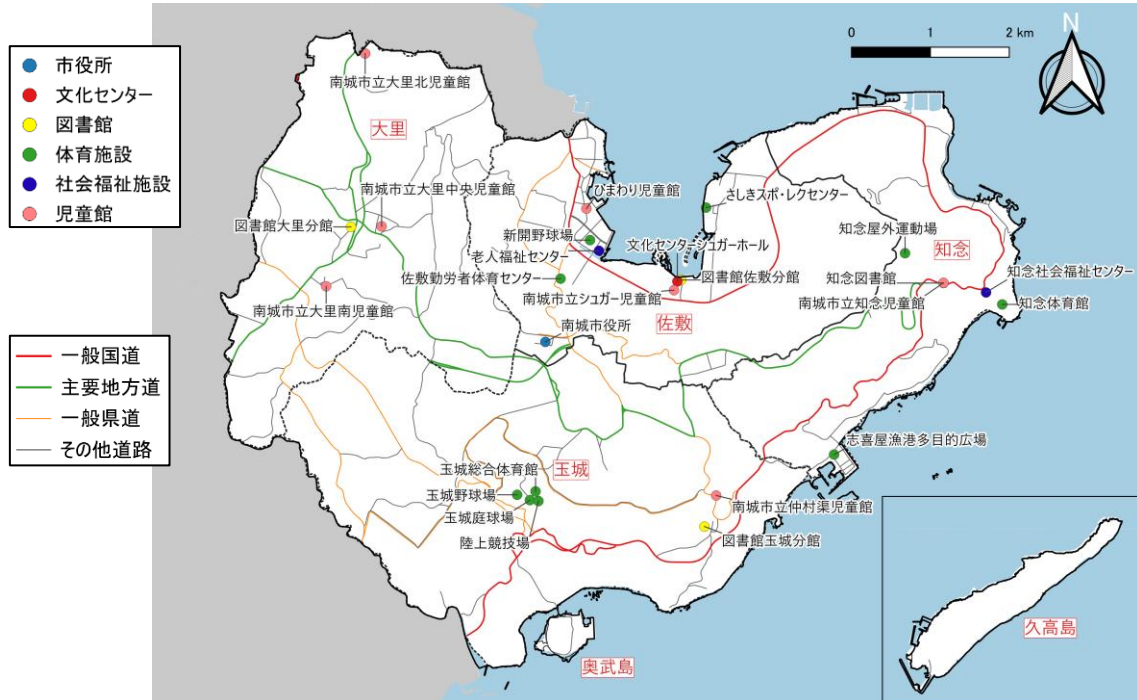 市役所
文化センター
図書館
体育施設
社会福祉施設
児童館
一般国道
主要地方道
一般県道
その他道路
0 1 2 km
N
南城市立大里北児童館
大里
南城市立大里中央児童館
図書館大里分館
南城市立大里南児童館
ひまわり児童館
さしきスポ・レクセンター
新開野球場
老人福祉センター
文化センターシュガーホール
佐敷勤労者体育センター
図書館佐敷分館
南城市立シュガー児童館
佐敷
南城市役所
知念屋外運動場
知念
知念図書館
知念社会福祉センター
南城市立知念児童館
知念体育館
志喜屋漁港多目的広場
玉城総合体育館
玉城
玉城野球場
玉城庭球場
陸上競技場
南城市立仲村渠児童館
図書館玉城分館
奥武島
久高島